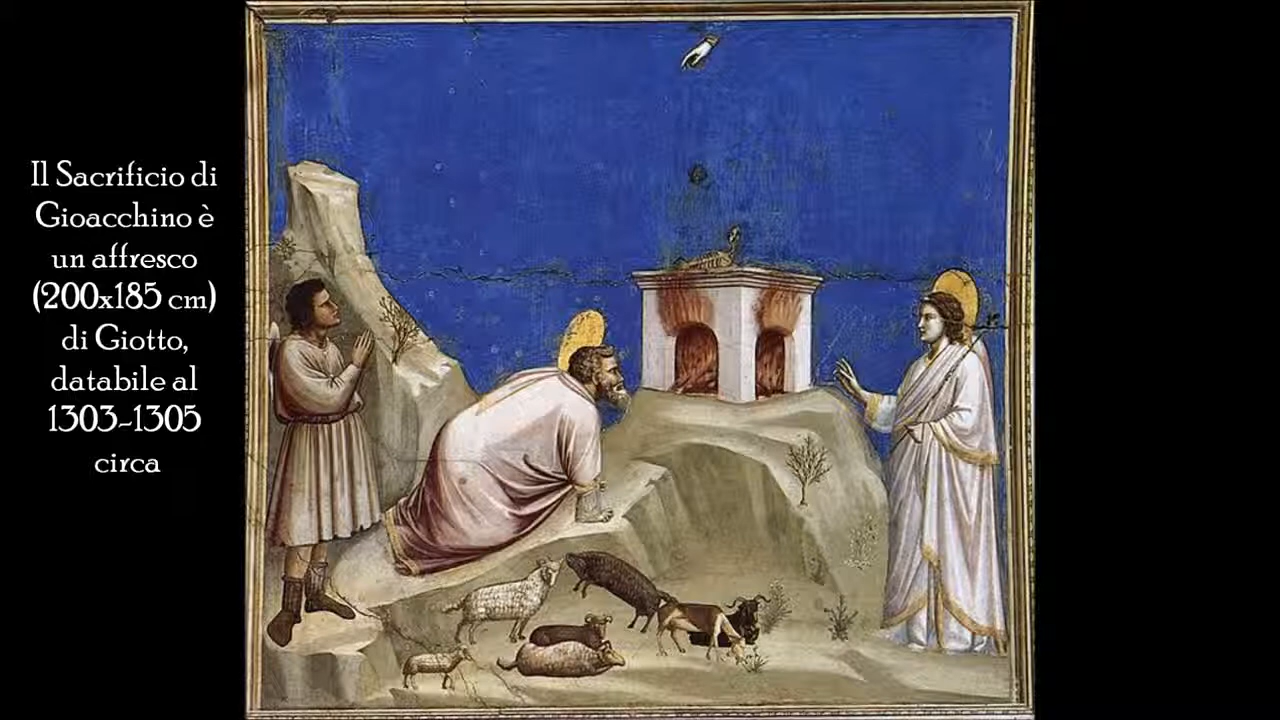 Il Sacrificio di
Gioacchino è
un affresco
(200x185 cm)
di Giotto,
databile al
1303-1305
circa